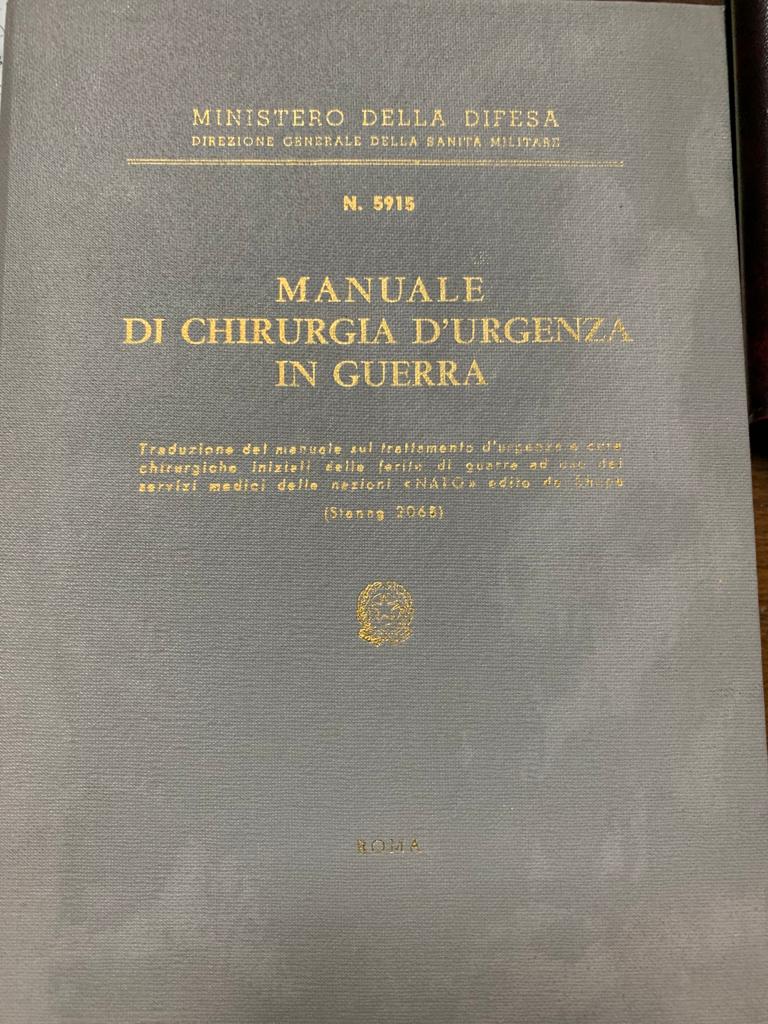 MINISTERO DELLA DIFESA
DIREZIONE GENERALE DELLA SANITA MILITARE
N. 5915
MANUALE
DI CHIRURGIA D'URGENZA
IN GUERRA
Traduzione del manuale sul trattamento d'urgenza e cure
chirurgiche iniziali delle ferite di guerra ad uso dei
servizi medici delle nazioni «NATO» edito da Shape
(Stanag 2068)
ROMA